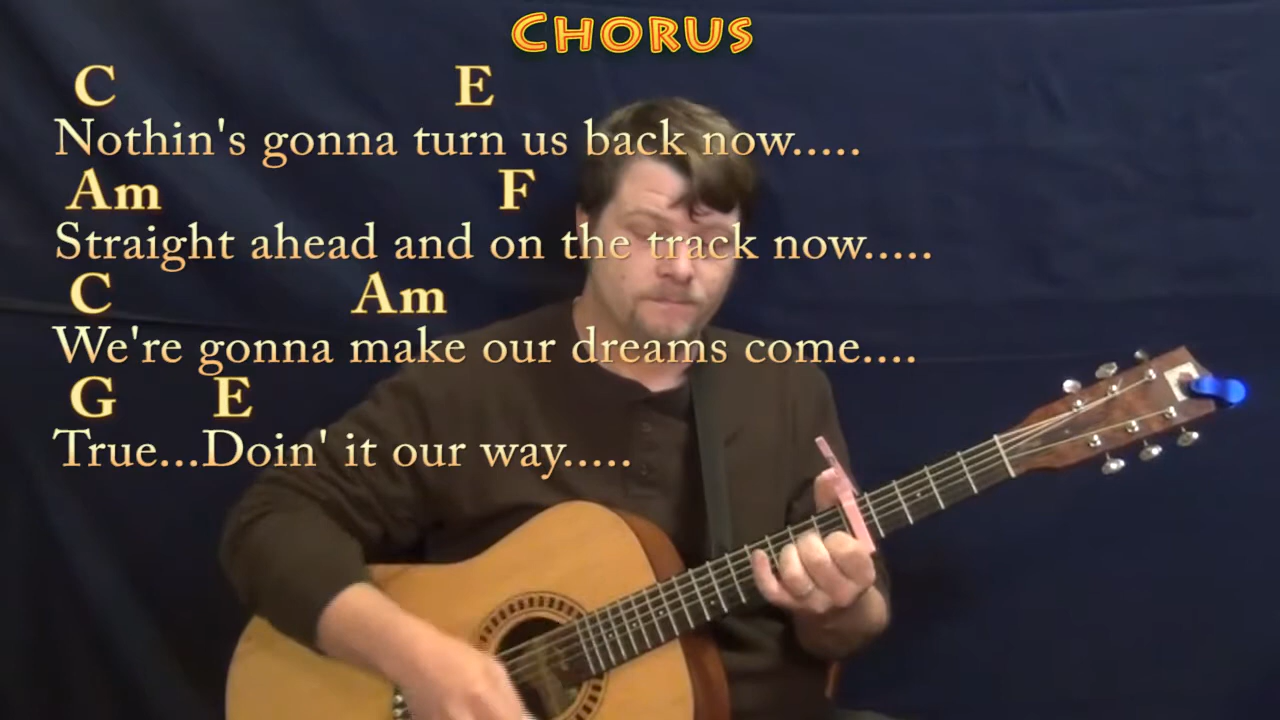 CHORUS
C E
Nothin's gonna turn us back now.....
Am F
Straight ahead and on the track now.....
C Am
We're gonna make our dreams come....
G E
True...Doin' it our way.....